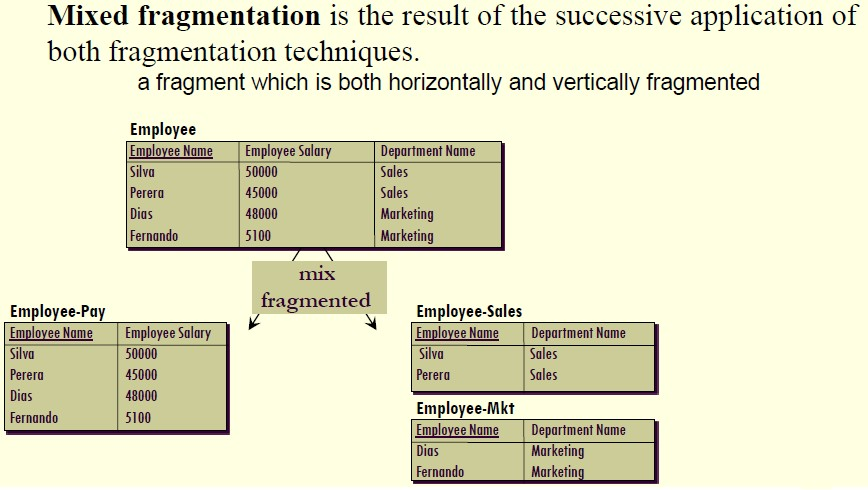 Mixed fragmentation is the result of the successive application of
both fragmentation techniques.
a fragment which is both horizontally and vertically fragmented
Employee
Employee Name Employee Salary Department Name
Silva 50000 Sales
Perera 45000 Sales
Dias 48000 Marketing
Fernando 5100 Marketing
mix
fragmented
Employee-Pay
Employee Name Employee Salary
Silva 50000
Perera 45000
Dias 48000
Fernando 5100
Employee-Sales
Employee Name Department Name
Silva Sales
Perera Sales
Employee-Mkt
Employee Name Department Name
Dias Marketing
Fernando Marketing